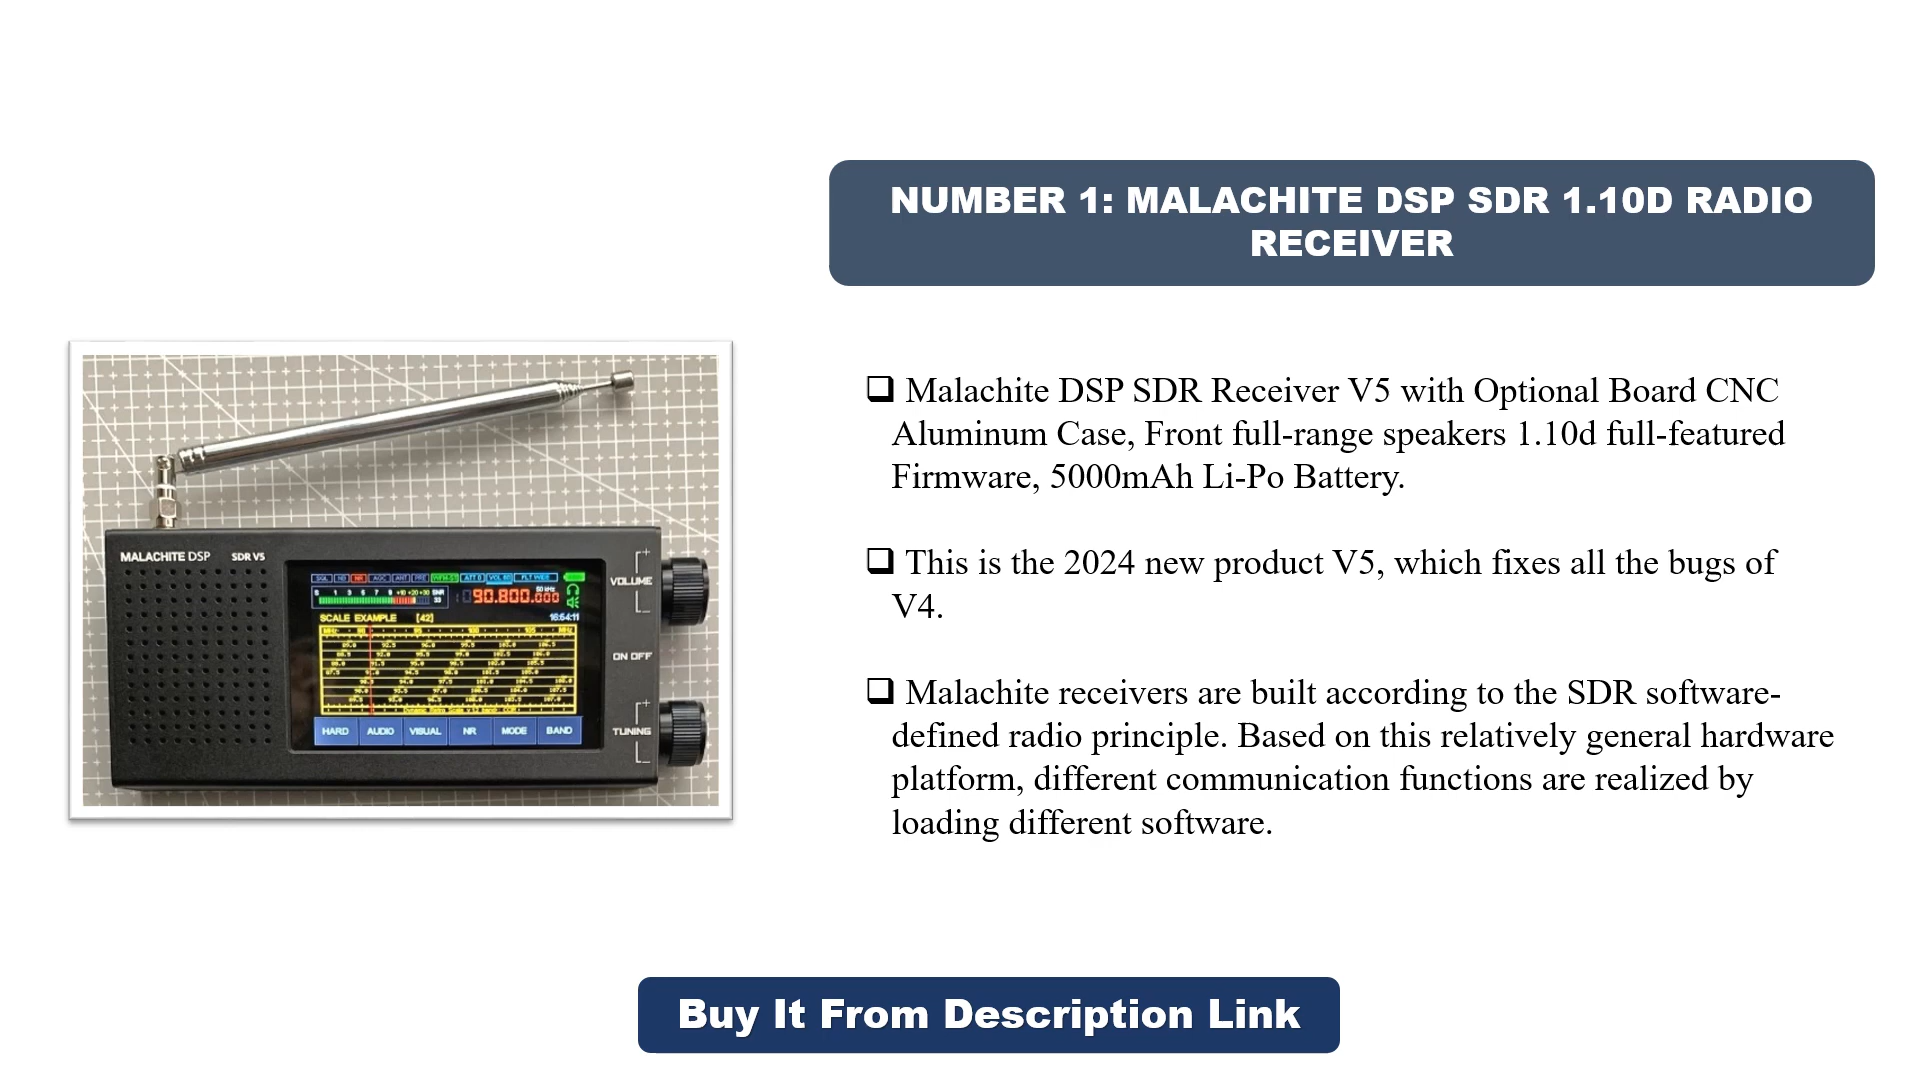 NUMBER 1: MALACHITE DSP SDR 1.10D RADIO
RECEIVER
❑ Malachite DSP SDR Receiver V5 with Optional Board CNC
Aluminum Case, Front full-range speakers 1.10d full-featured
Firmware, 5000mAh Li-Po Battery.
❑ This is the 2024 new product V5, which fixes all the bugs of
V4.
❑ Malachite receivers are built according to the SDR software-
defined radio principle. Based on this relatively general hardware
platform, different communication functions are realized by
loading different software.
MALACHITE DSP SDR V5
VOLUME
90.800.000
16:54:11
SCALE EXAMPLE [42]
ON OFF
TUNING
HARD AUDIO VISUAL NR MODE BAND
Buy It From Description Link